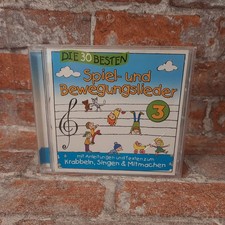 DIE 30 BESTEN
Spiel- und
Bewegungslieder
3
mit Anleitungen und Texten zum
Krabbeln, Singen & Mitmachen